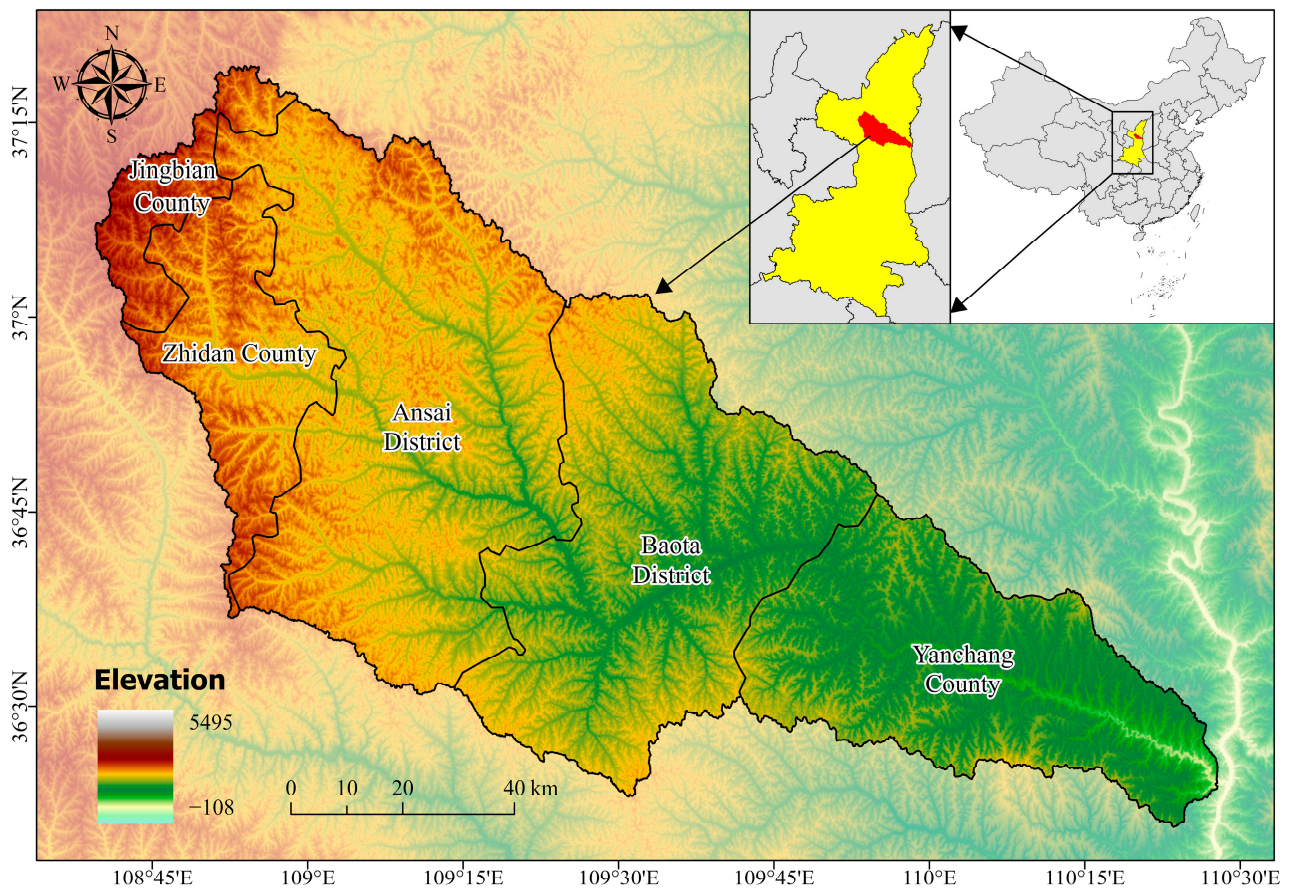 N
W
E
S
37°15'N
37°N
36°45'N
36°30'N
Jingbian
County
Zhidan County
Ansai
District
Baota
District
Yanchang
County
Elevation
5495
−108
0
10
20
40 km
108°45'E
109°E
109°15'E
109°30'E
109°45'E
110°E
110°15'E
110°30'E